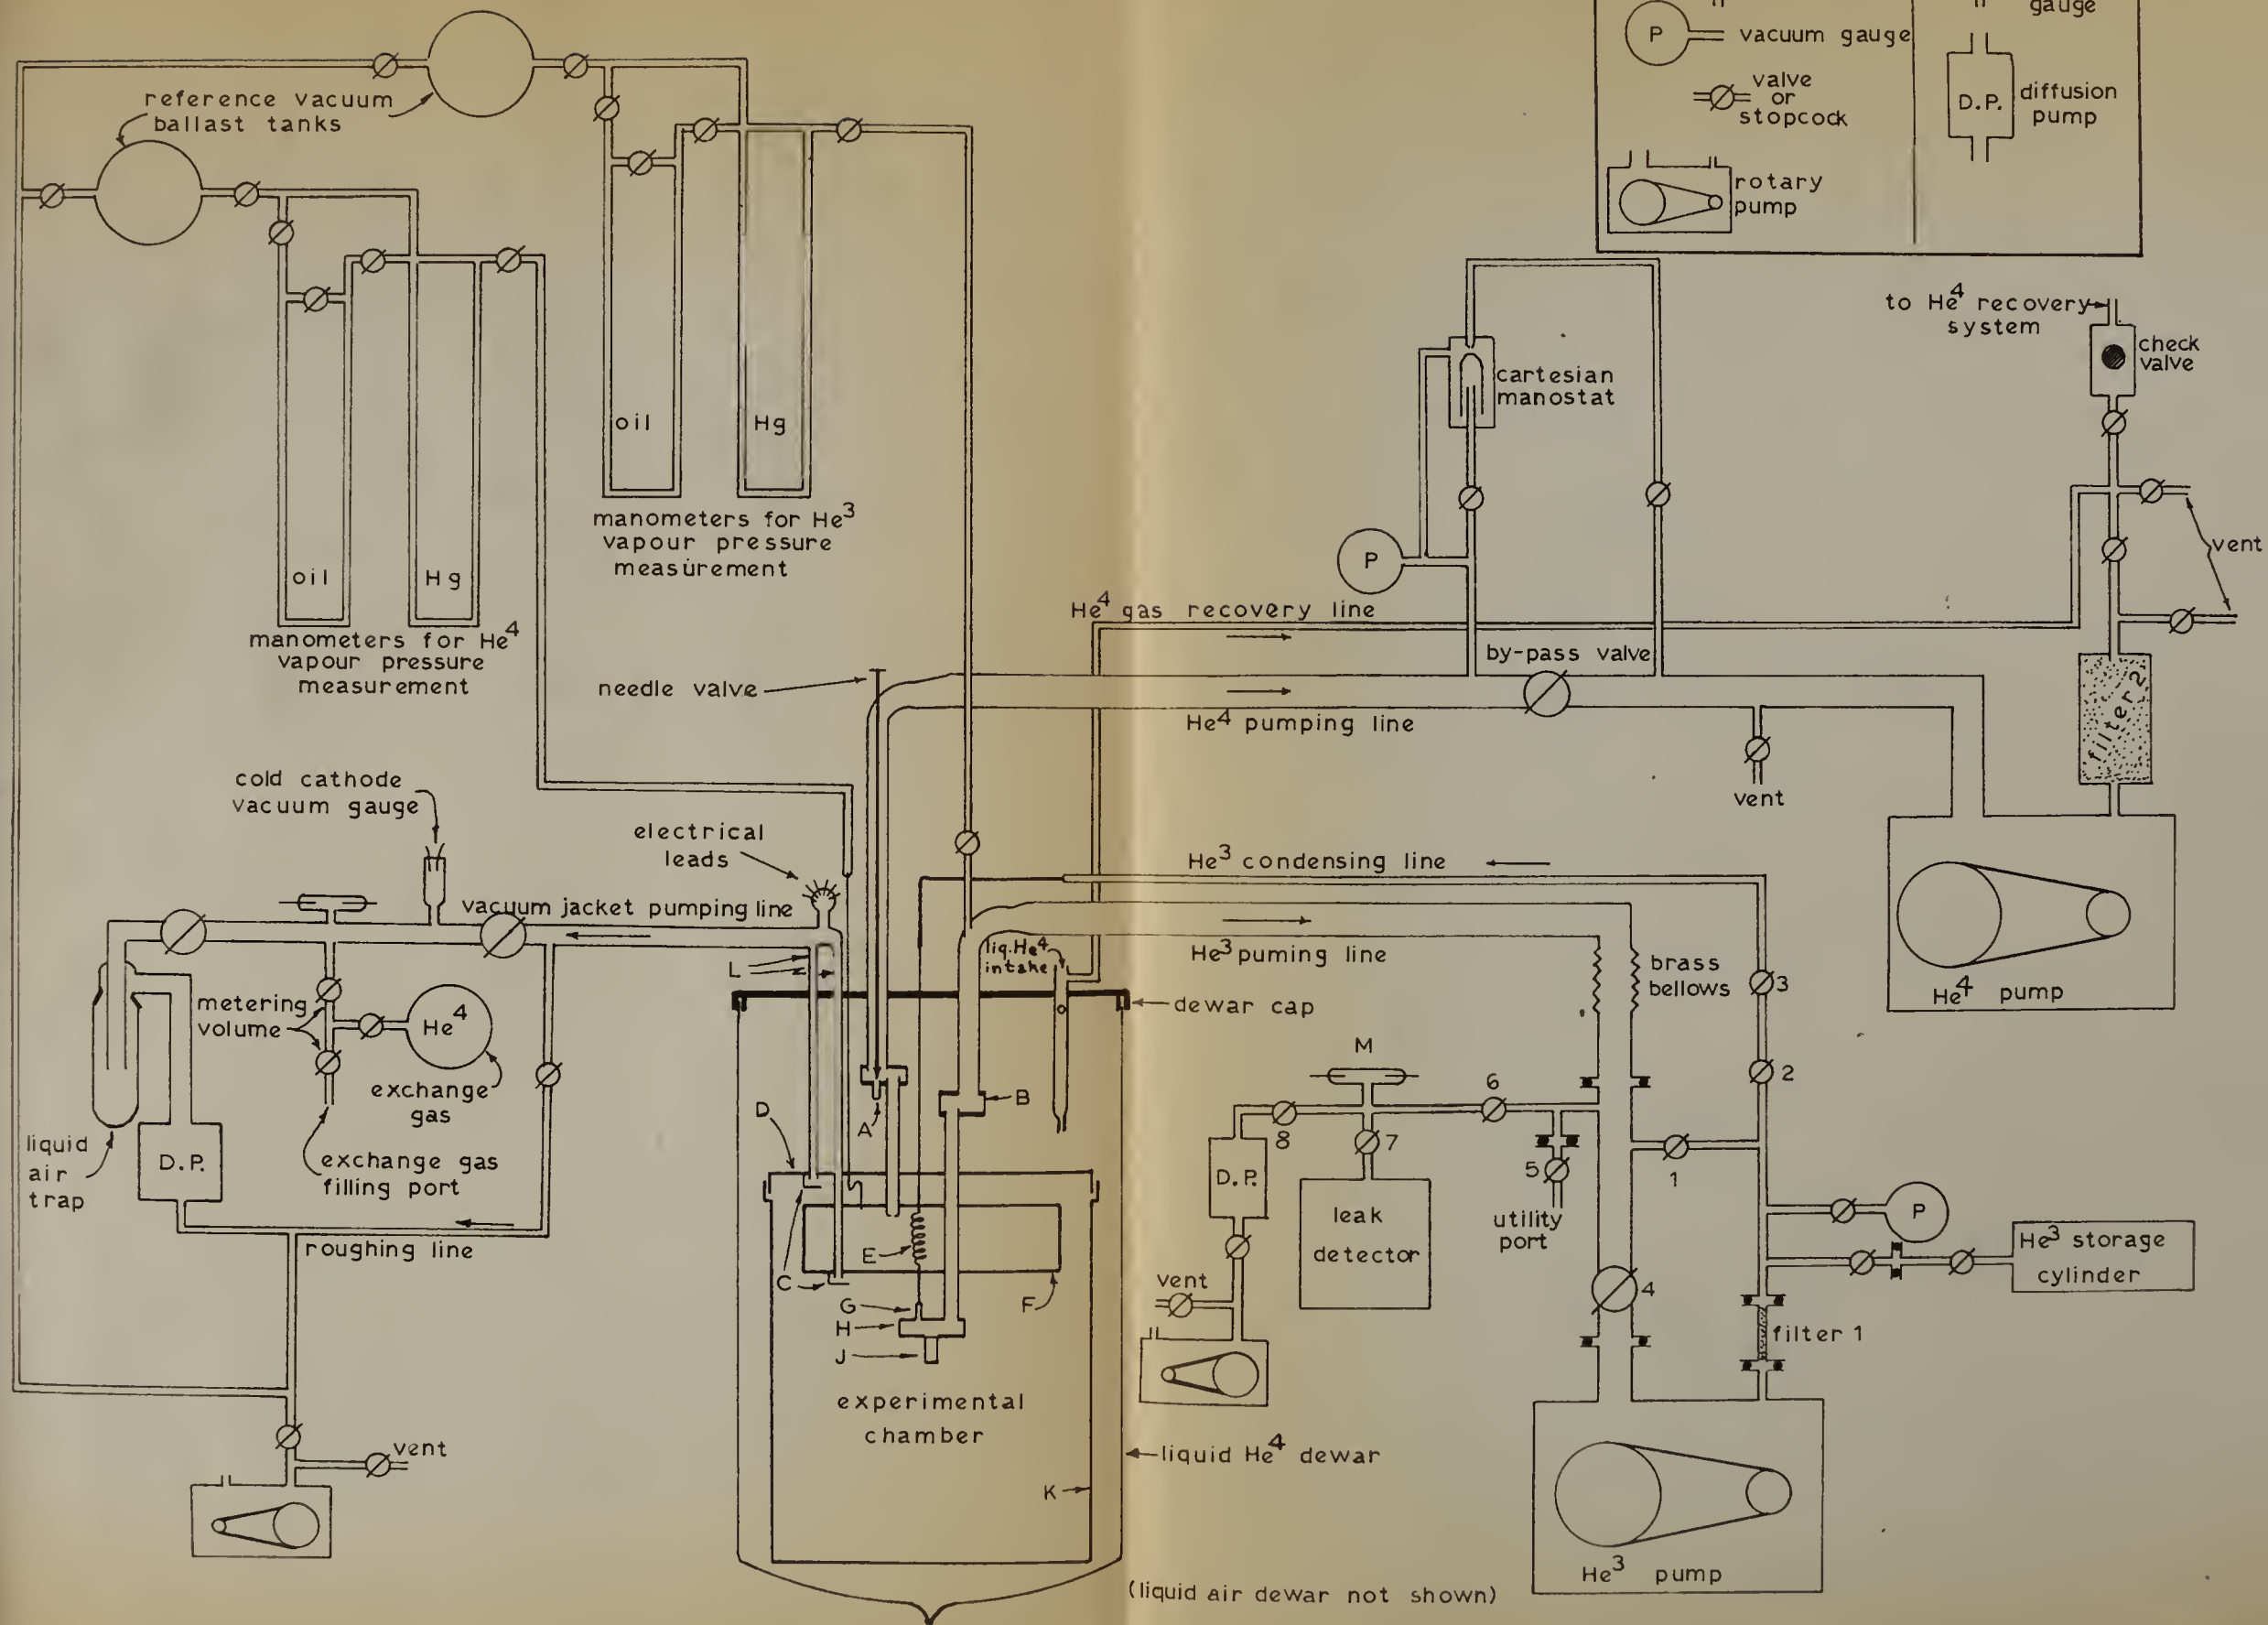 gauge
P
vacuum gauge
valve
or
stopcock
D.P.
diffusion
pump
rotary
pump
reference vacuum
ballast tanks
oil
Hg
manometers for He³
vapour pressure
measurement
oil
Hg
manometers for He⁴
vapour pressure
measurement
to He⁴ recovery
system
check
valve
cartesian
manostat
P
vent
He⁴ gas recovery line
by-pass valve
needle valve
He⁴ pumping line
filter 2
vent
cold cathode
vacuum gauge
electrical
leads
He³ condensing line
vacuum jacket pumping line
liq. He⁴
intake
He³ puming line
brass
bellows
He⁴ pump
L
dewar cap
metering
volume
He⁴
exchange
gas
3
2
M
6
8
7
5
1
D
A
B
liquid
air
trap
D.P.
exchange gas
filling port
D.P.
leak
detector
utility
port
P
He³ storage
cylinder
roughing line
E
C
F
G
H
J
vent
4
filter 1
experimental
chamber
vent
liquid He⁴ dewar
K
He³ pump
(liquid air dewar not shown)